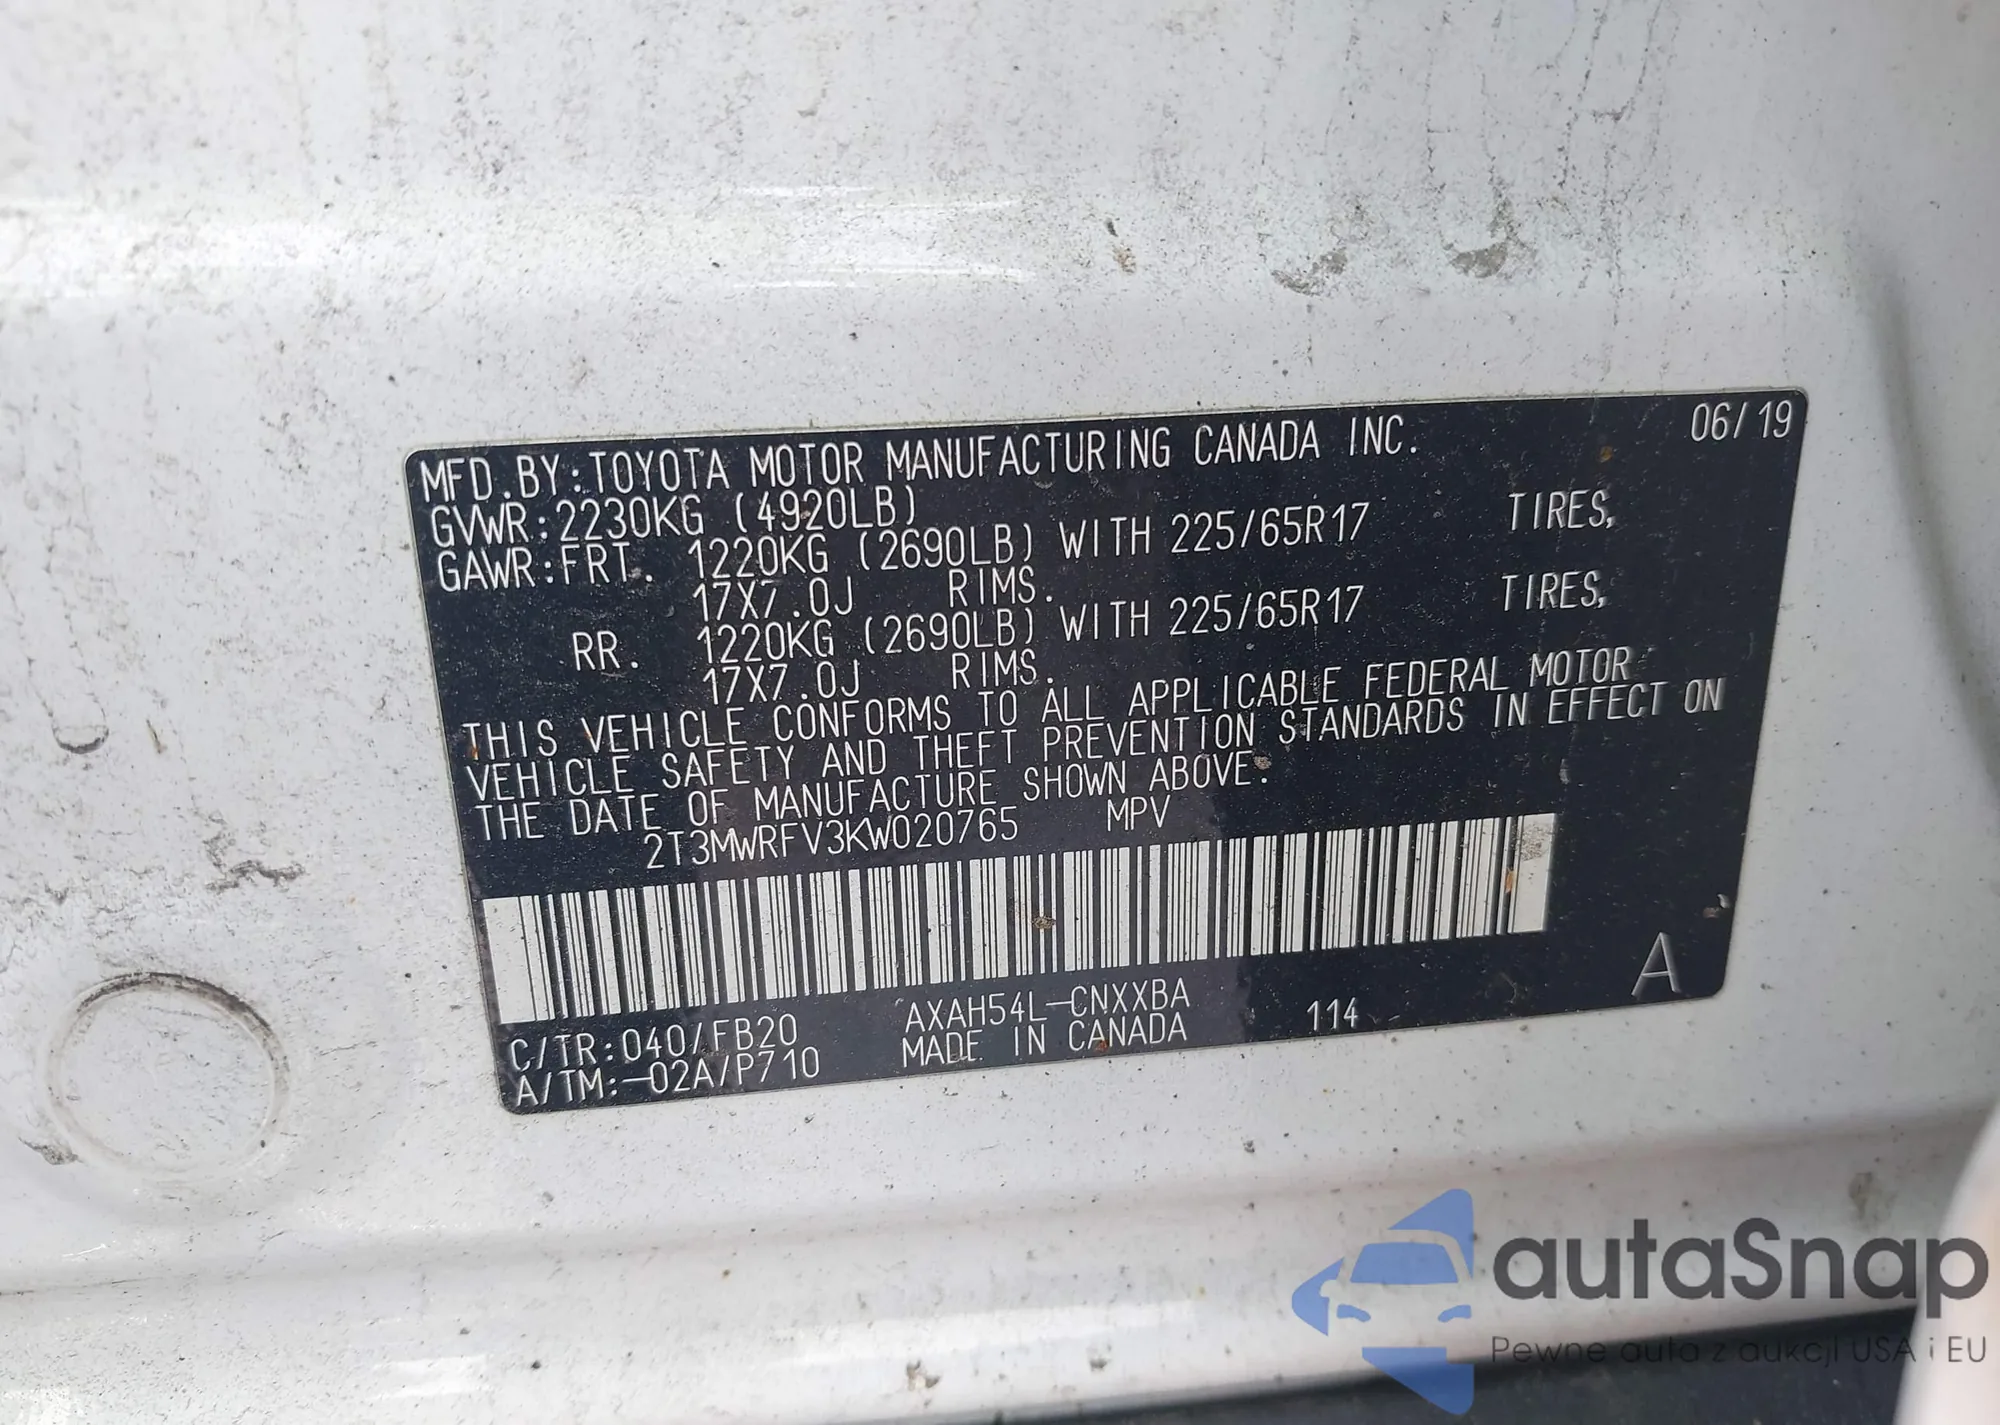 MFD.BY:TOYOTA MOTOR MANUFACTURING CANADA INC. 06/19
GVWR:2230KG (4920LB)
GAWR:FRT. 1220KG (2690LB) WITH 225/65R17 TIRES,
17X7.0J RIMS.
RR. 1220KG (2690LB) WITH 225/65R17 TIRES,
17X7.0J RIMS.
THIS VEHICLE CONFORMS TO ALL APPLICABLE FEDERAL MOTOR
VEHICLE SAFETY AND THEFT PREVENTION STANDARDS IN EFFECT ON
THE DATE OF MANUFACTURE SHOWN ABOVE.
2T3MWRFV3KW020765 MPV
A
C/TR:040/FB20 AXAH54L-CNXXBA 114
A/TM:-02A/P710 MADE IN CANADA
autaSnap
Pewne auta z aukcji USA i EU